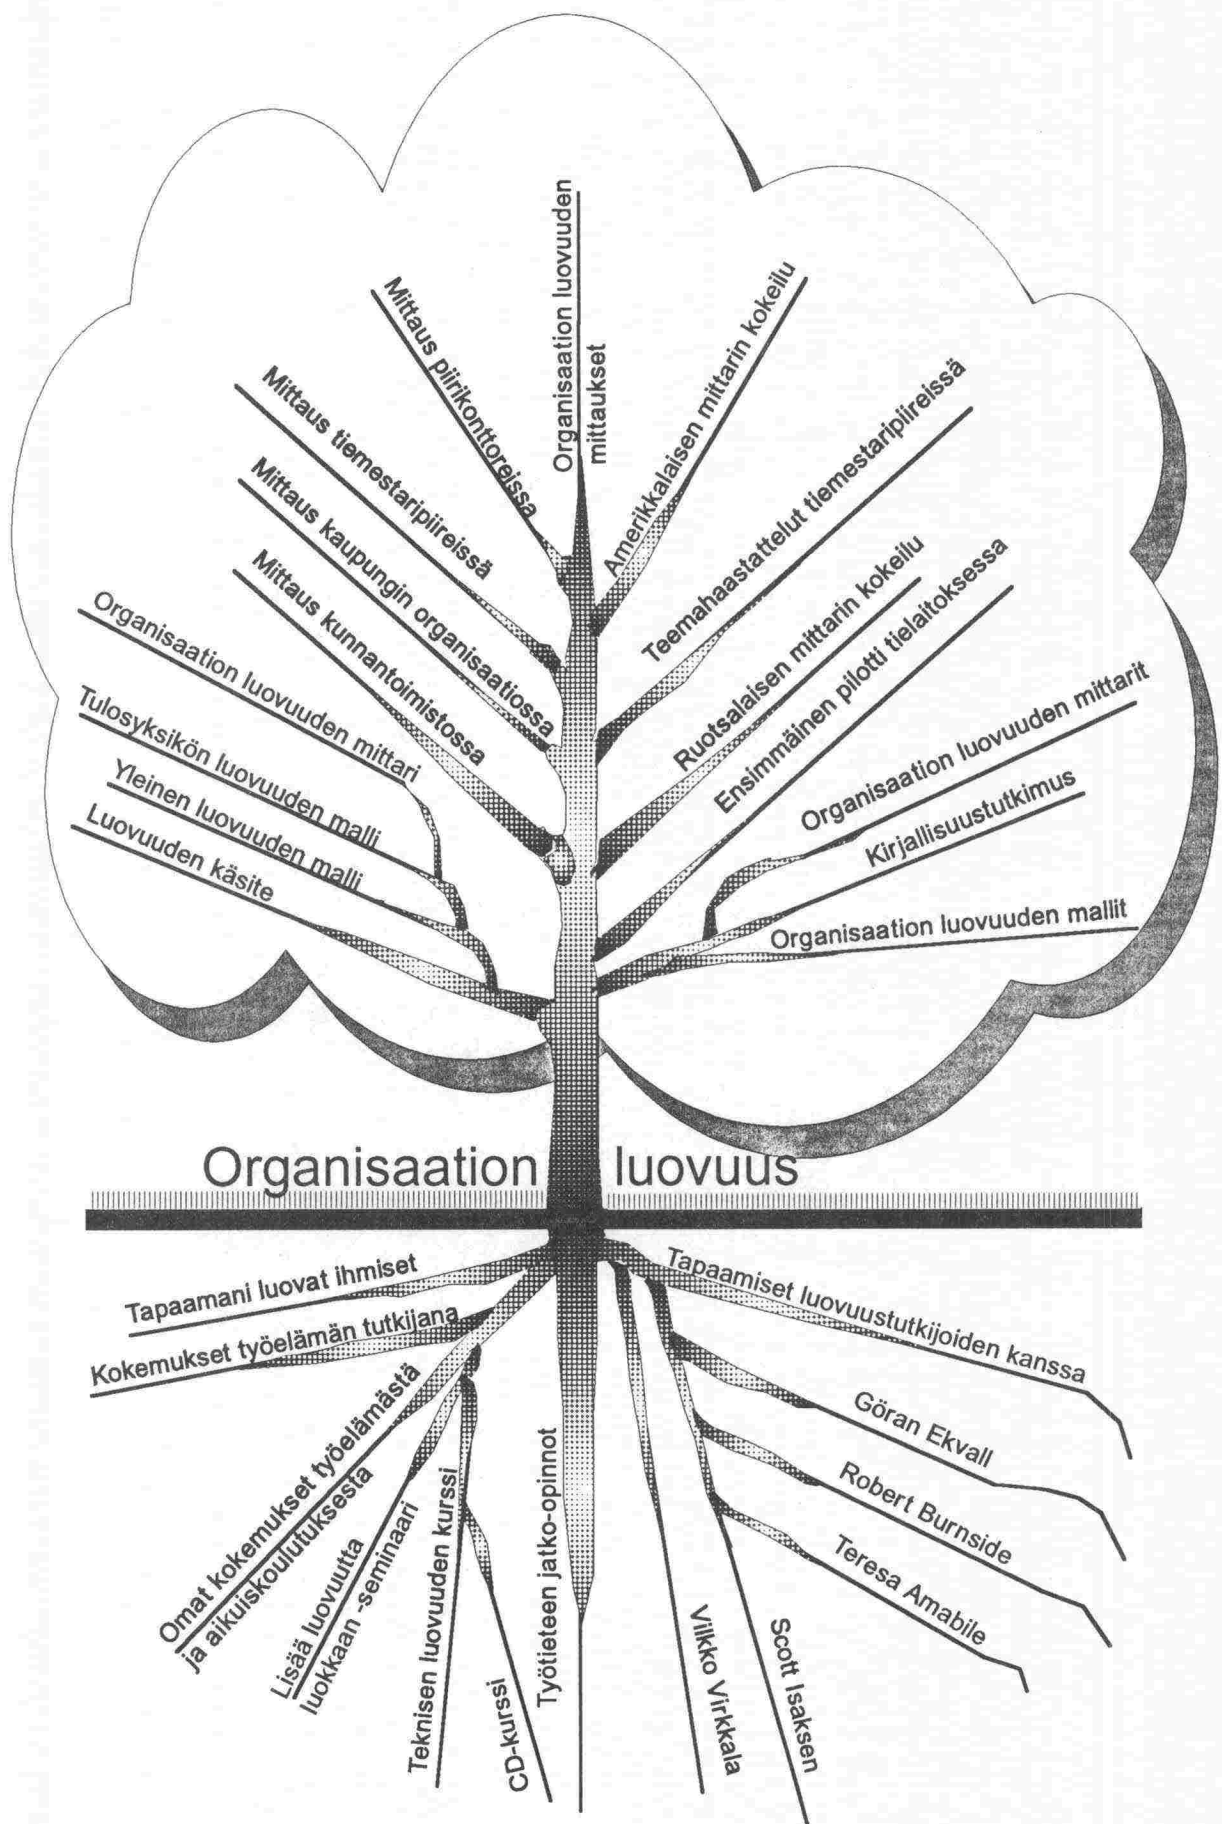 Organisaation luovuuden
mittaukset
Mittaus piirikonttoreissa
Mittaus tiemestaripiireissä
Mittaus kaupungin organisaatiossa
Mittaus kunnantoimistossa
Organisaation luovuuden mittari
Tulosyksikön luovuuden malli
Yleinen luovuuden malli
Luovuuden käsite
Amerikkalaisen mittarin kokeilu
Teemahaastattelut tiemestaripiireissä
Ruotsalaisen mittarin kokeilu
Ensimmäinen pilotti tielaitoksessa
Organisaation luovuuden mittarit
Kirjallisuustutkimus
Organisaation luovuuden mallit
Organisaation luovuus
Tapaamani luovat ihmiset
Kokemukset työelämän tutkijana
Omat kokemukset työelämästä
ja aikuiskoulutuksesta
Lisää luovuutta
luokkaan -seminaari
Teknisen luovuuden kurssi
CD-kurssi
Työtieteen jatko-opinnot
Vilkko Virkkala
Scott Isaksen
Tapaamiset luovuustutkijoiden kanssa
Göran Ekvall
Robert Burnside
Teresa Amabile